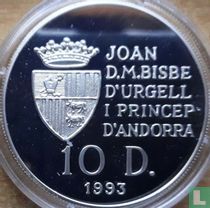 JOAN
D.M.BISBE
D'URGELL
I PRINCEP
D'ANDORRA
10 D.
1993